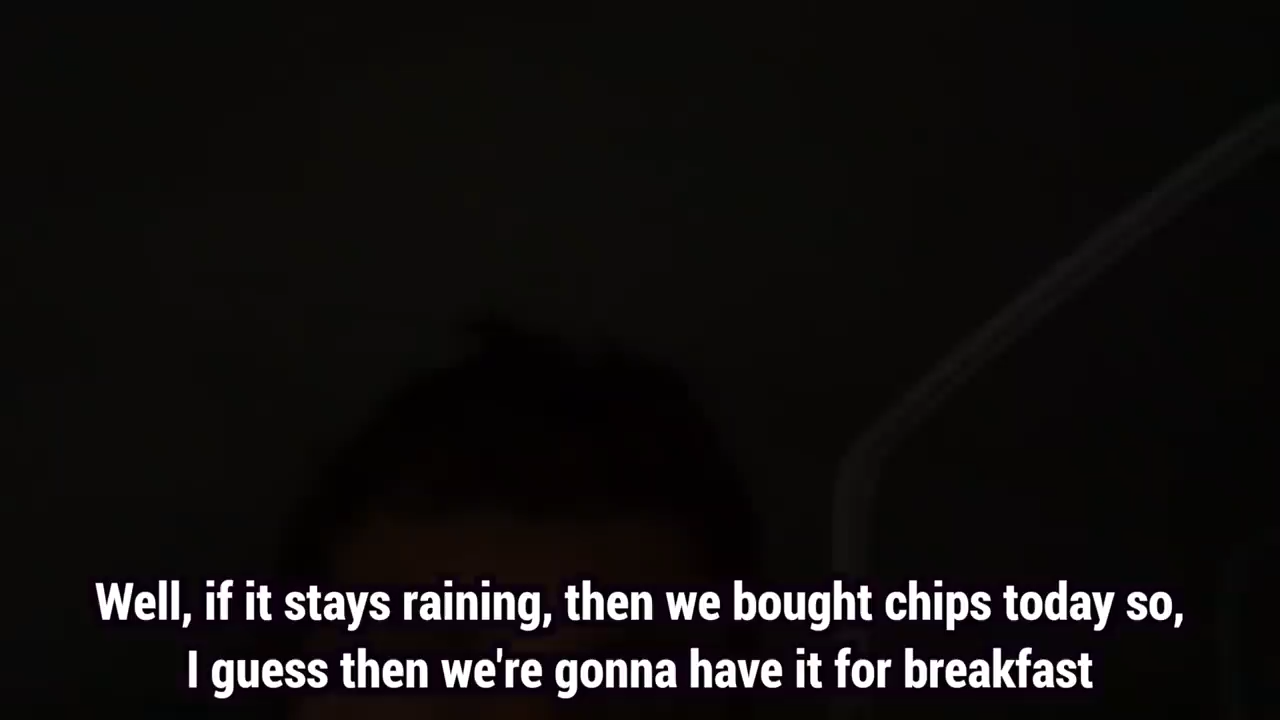 Well, if it stays raining, then we bought chips today so,
I guess then we're gonna have it for breakfast